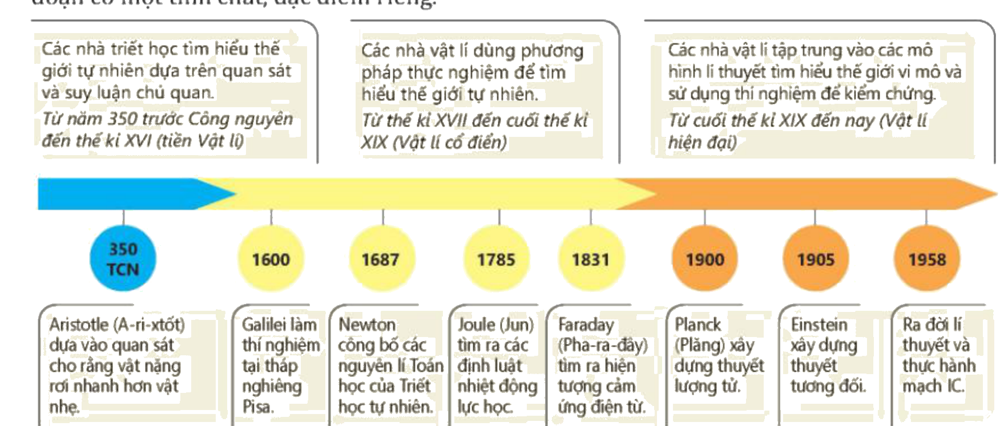 đoạn có một tính chất, đặc điểm riêng.
Các nhà triết học tìm hiểu thế
giới tự nhiên dựa trên quan sát
và suy luận chủ quan.
Từ năm 350 trước Công nguyên
đến thế kỉ XVI (tiền Vật lí)
Các nhà vật lí dùng phương
pháp thực nghiệm để tìm
hiểu thế giới tự nhiên.
Từ thế kỉ XVII đến cuối thế kỉ
XIX (Vật lí cổ điển)
Các nhà vật lí tập trung vào các mô
hình lí thuyết tìm hiểu thế giới vi mô và
sử dụng thí nghiệm để kiểm chứng.
Từ cuối thế kỉ XIX đến nay (Vật lí
hiện đại)
350
TCN
1600
1687
1785
1831
1900
1905
1958
Aristotle (A-ri-xtốt)
dựa vào quan sát
cho rằng vật nặng
rơi nhanh hơn vật
nhẹ.
Galilei làm
thí nghiệm
tại tháp
nghiêng
Pisa.
Newton
công bố các
nguyên lí Toán
học của Triết
học tự nhiên.
Joule (Jun)
tìm ra các
định luật
nhiệt động
lực học.
Faraday
(Pha-ra-đây)
tìm ra hiện
tượng cảm
ứng điện từ.
Planck
(Plăng) xây
dựng thuyết
lượng tử.
Einstein
xây dựng
thuyết
tương đối.
Ra đời lí
thuyết và
thực hành
mạch IC.